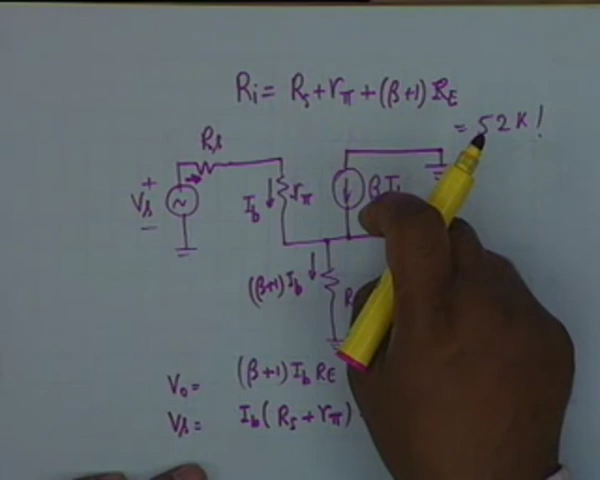 Ri = Rs + rπ + (β+1) RE
= 52K!
Rs
+
Vs
~
−
Ib
rπ
β
(β+1) Ib
R
Vo = (β+1) Ib RE
Vs = Ib ( Rs + rπ )